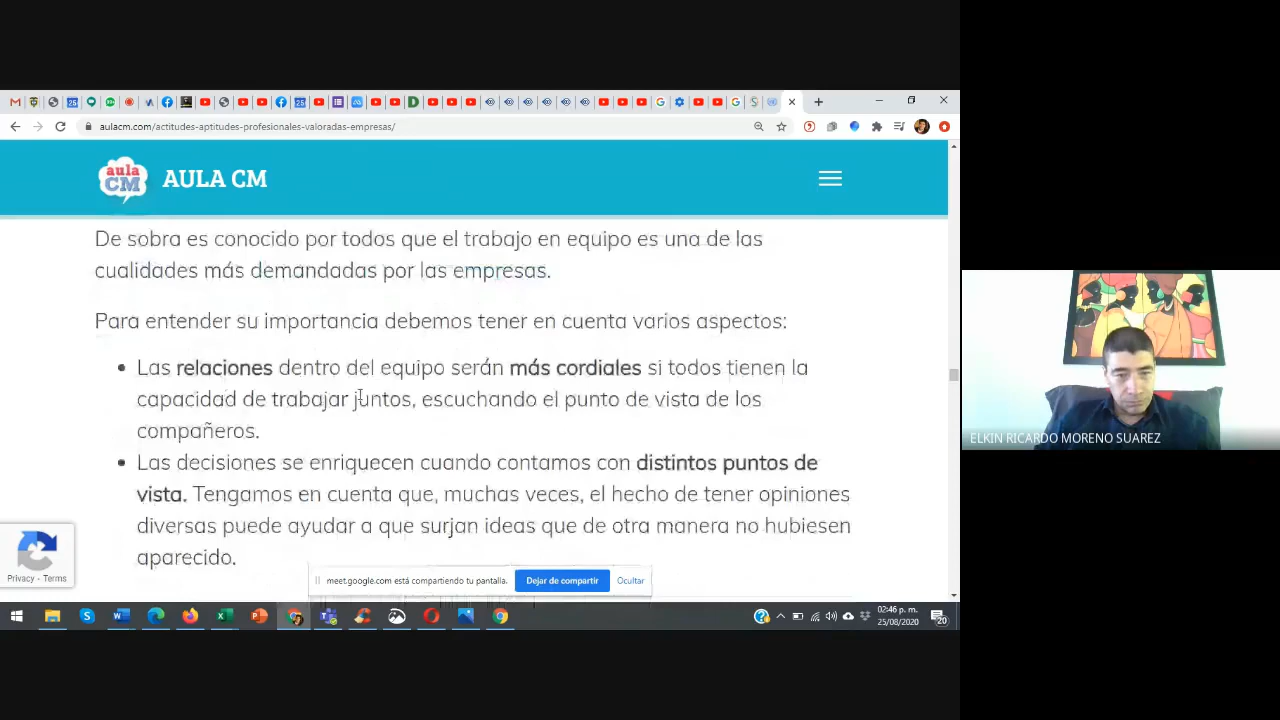 aulacm.com/actitudes-aptitudes-profesionales-valoradas-empresas/
aula
CM
AULA CM
De sobra es conocido por todos que el trabajo en equipo es una de las
cualidades más demandadas por las empresas.
Para entender su importancia debemos tener en cuenta varios aspectos:
Las relaciones dentro del equipo serán más cordiales si todos tienen la
capacidad de trabajar juntos, escuchando el punto de vista de los
compañeros.
Las decisiones se enriquecen cuando contamos con distintos puntos de
vista. Tengamos en cuenta que, muchas veces, el hecho de tener opiniones
diversas puede ayudar a que surjan ideas que de otra manera no hubiesen
aparecido.
Privacy - Terms
meet.google.com está compartiendo tu pantalla.
Dejar de compartir
Ocultar
02:46 p. m.
25/08/2020
20
ELKIN RICARDO MORENO SUAREZ